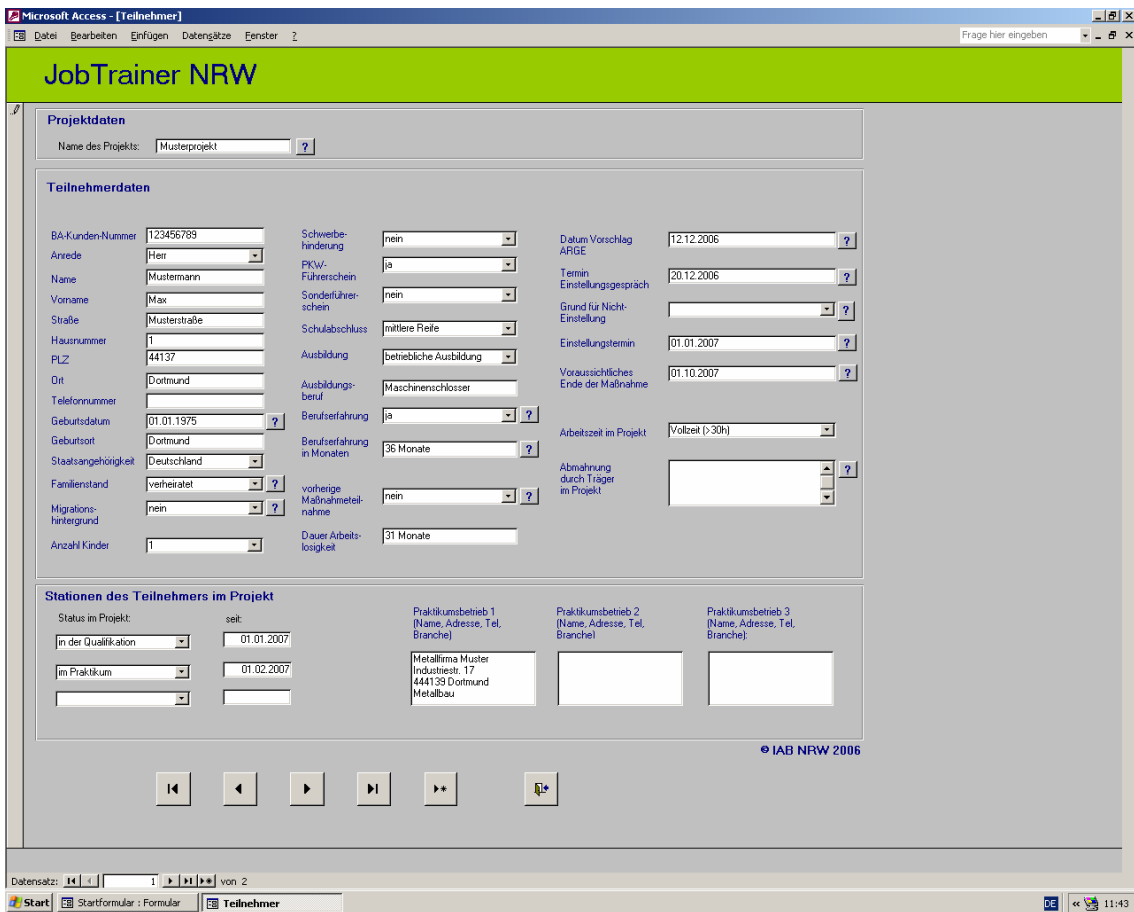 Microsoft Access - [Teilnehmer]
Datei Bearbeiten Einfügen Datensätze Fenster ?
Frage hier eingeben
JobTrainer NRW
Projektdaten
Name des Projekts: Musterprojekt ?
Teilnehmerdaten
BA-Kunden-Nummer 123456789
Anrede Herr
Name Mustermann
Vorname Max
Straße Musterstraße
Hausnummer 1
PLZ 44137
Ort Dortmund
Telefonnummer
Geburtsdatum 01.01.1975 ?
Geburtsort Dortmund
Staatsangehörigkeit Deutschland
Familienstand verheiratet ?
Migrations-
hintergrund nein ?
Anzahl Kinder 1
Schwerbe-
hinderung nein
PKW-
Führerschein ja
Sonderführer-
schein nein
Schulabschluss mittlere Reife
Ausbildung betriebliche Ausbildung
Ausbildungs-
beruf Maschinenschlosser
Berufserfahrung ja ?
Berufserfahrung
in Monaten 36 Monate ?
vorherige
Maßnahmeteil-
nahme nein ?
Dauer Arbeits-
losigkeit 31 Monate
Datum Vorschlag
ARGE 12.12.2006 ?
Termin
Einstellungsgespräch 20.12.2006 ?
Grund für Nicht-
Einstellung ?
Einstellungstermin 01.01.2007 ?
Voraussichtliches
Ende der Maßnahme 01.10.2007 ?
Arbeitszeit im Projekt Vollzeit (>30h)
Abmahnung
durch Träger
im Projekt ?
Stationen des Teilnehmers im Projekt
Status im Projekt: seit:
in der Qualifikation 01.01.2007
im Praktikum 01.02.2007
Praktikumsbetrieb 1
(Name, Adresse, Tel,
Branche)
Metallfirma Muster
Industriestr. 17
444139 Dortmund
Metallbau
Praktikumsbetrieb 2
(Name, Adresse, Tel,
Branche)
Praktikumsbetrieb 3
(Name, Adresse, Tel,
Branche):
© IAB NRW 2006
Datensatz: 1 von 2
Start Startformular : Formular Teilnehmer DE « 11:43